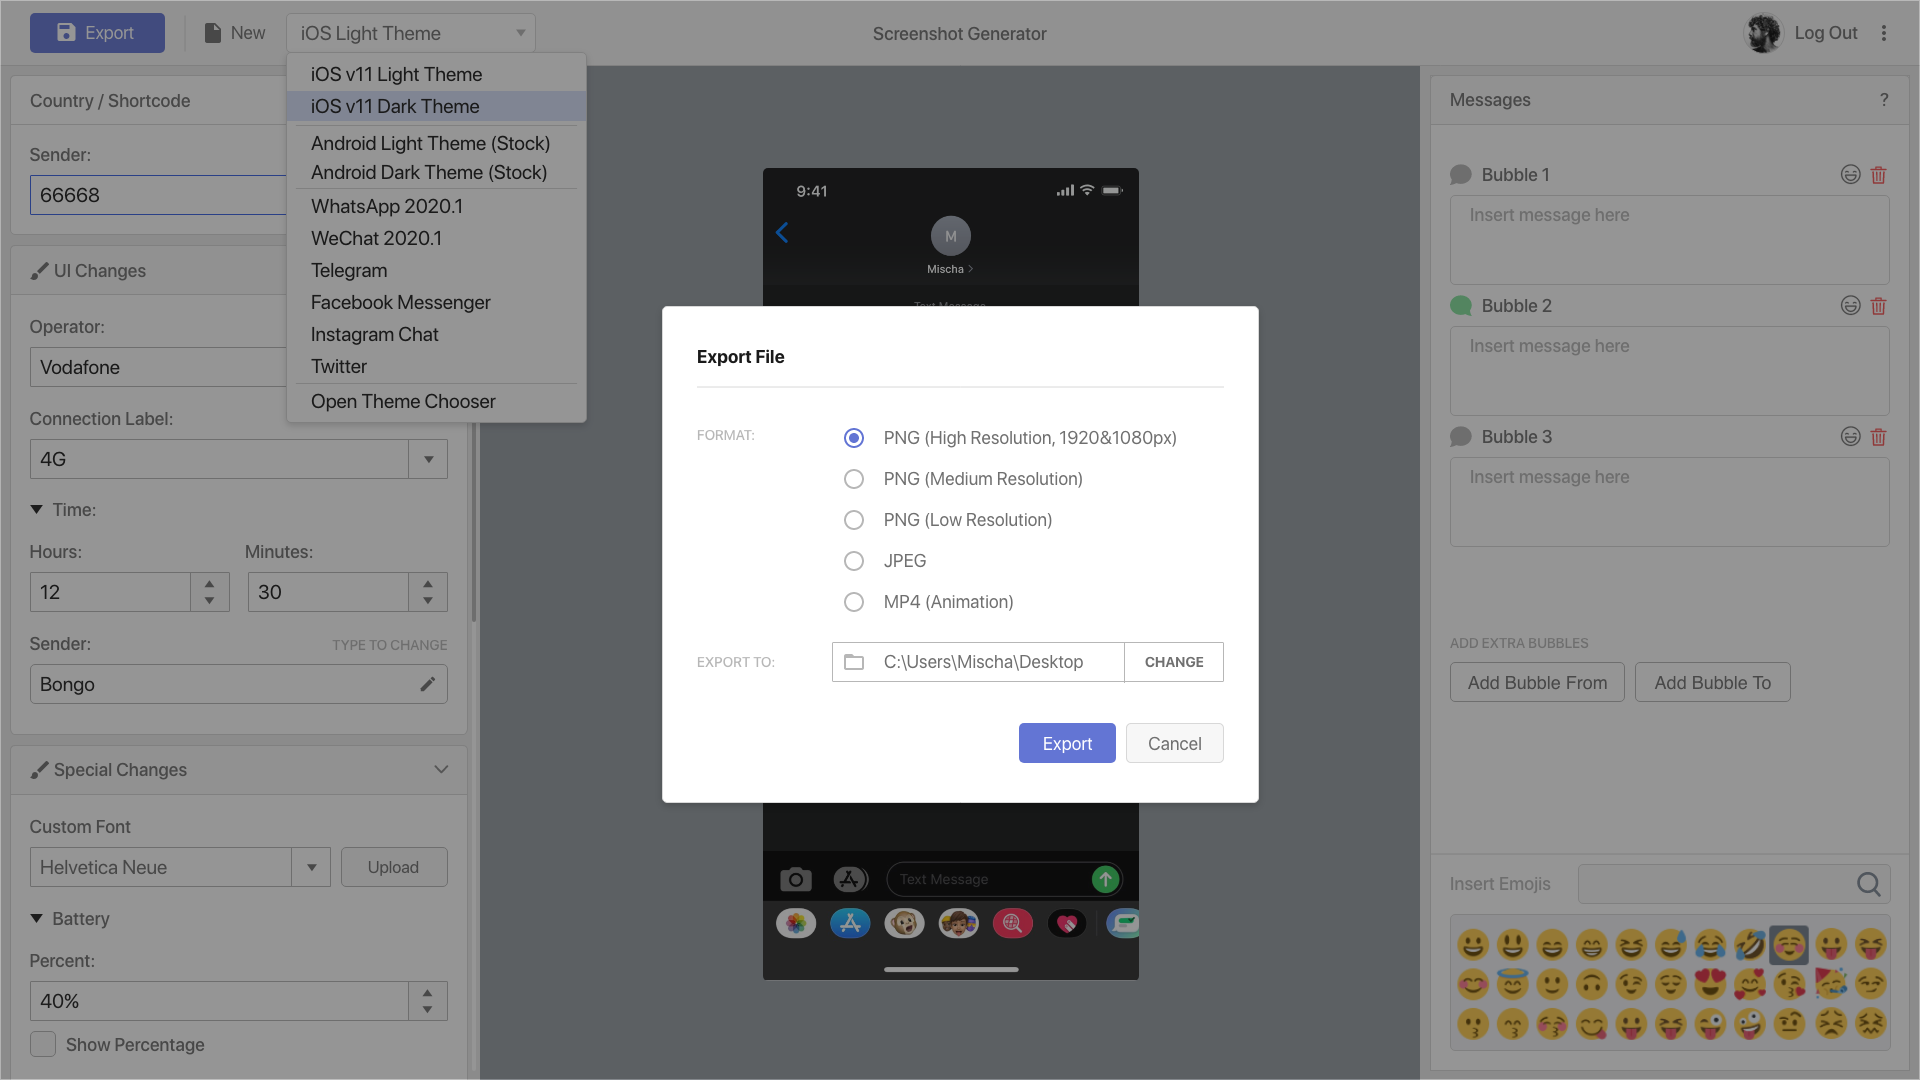 Export
New
iOS Light Theme
Screenshot Generator
Log Out
iOS v11 Light Theme
iOS v11 Dark Theme
Android Light Theme (Stock)
Android Dark Theme (Stock)
WhatsApp 2020.1
WeChat 2020.1
Telegram
Facebook Messenger
Instagram Chat
Twitter
Open Theme Chooser
Country / Shortcode
Sender:
66668
UI Changes
Operator:
Vodafone
Connection Label:
4G
Time:
Hours:
Minutes:
12
30
Sender:
TYPE TO CHANGE
Bongo
Special Changes
Custom Font
Helvetica Neue
Upload
Battery
Percent:
40%
Show Percentage
9:41
M
Mischa
Text Message
Export File
FORMAT:
PNG (High Resolution, 1920&1080px)
PNG (Medium Resolution)
PNG (Low Resolution)
JPEG
MP4 (Animation)
EXPORT TO:
C:\Users\Mischa\Desktop
CHANGE
Export
Cancel
Text Message
Messages
?
Bubble 1
Insert message here
Bubble 2
Insert message here
Bubble 3
Insert message here
ADD EXTRA BUBBLES
Add Bubble From
Add Bubble To
Insert Emojis